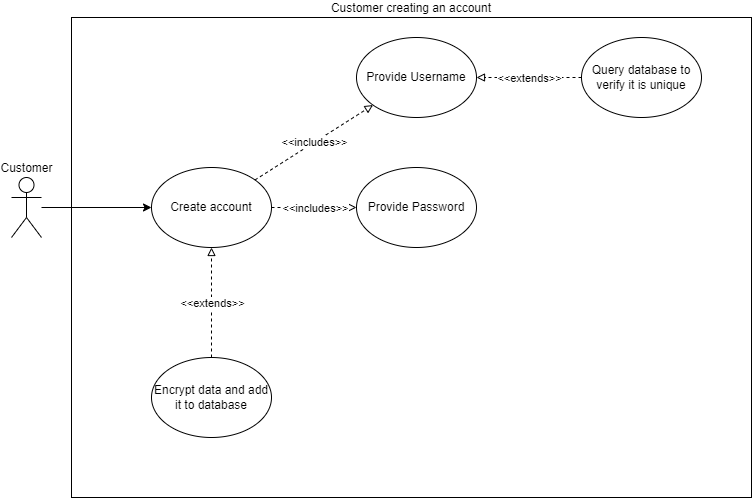 Customer creating an account
Provide Username
<<extends>>
Query database to
verify it is unique
<<includes>>
Customer
Create account
<<includes>>
Provide Password
<<extends>>
Encrypt data and add
it to database